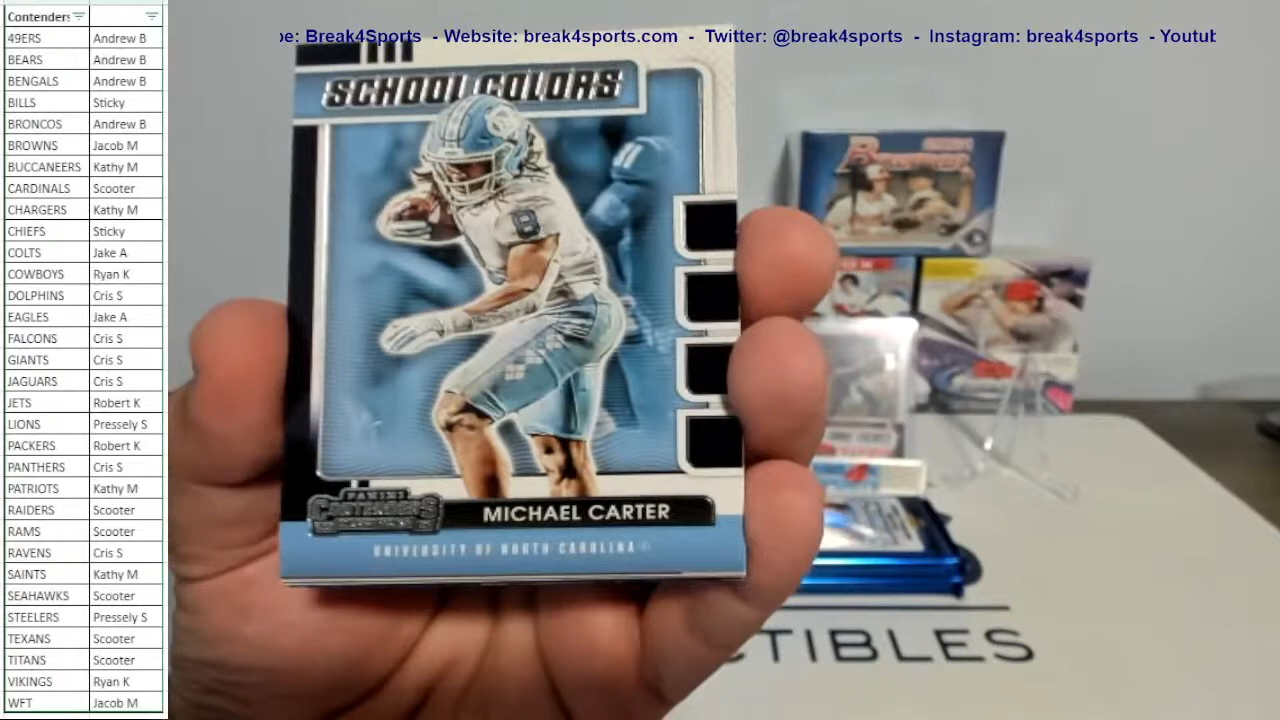 Contenders
49ERS Andrew B
BEARS Andrew B
BENGALS Andrew B
BILLS Sticky
BRONCOS Andrew B
BROWNS Jacob M
BUCCANEERS Kathy M
CARDINALS Scooter
CHARGERS Kathy M
CHIEFS Sticky
COLTS Jake A
COWBOYS Ryan K
DOLPHINS Cris S
EAGLES Jake A
FALCONS Cris S
GIANTS Cris S
JAGUARS Cris S
JETS Robert K
LIONS Pressely S
PACKERS Robert K
PANTHERS Cris S
PATRIOTS Kathy M
RAIDERS Scooter
RAMS Scooter
RAVENS Cris S
SAINTS Kathy M
SEAHAWKS Scooter
STEELERS Pressely S
TEXANS Scooter
TITANS Scooter
VIKINGS Ryan K
WFT Jacob M
be: Break4Sports - Website: break4sports.com - Twitter: @break4sports - Instagram: break4sports - Youtub
SCHOOL COLORS
8
PANINI
CONTENDERS
MICHAEL CARTER
UNIVERSITY OF NORTH CAROLINA
Bowman
CTIBLES